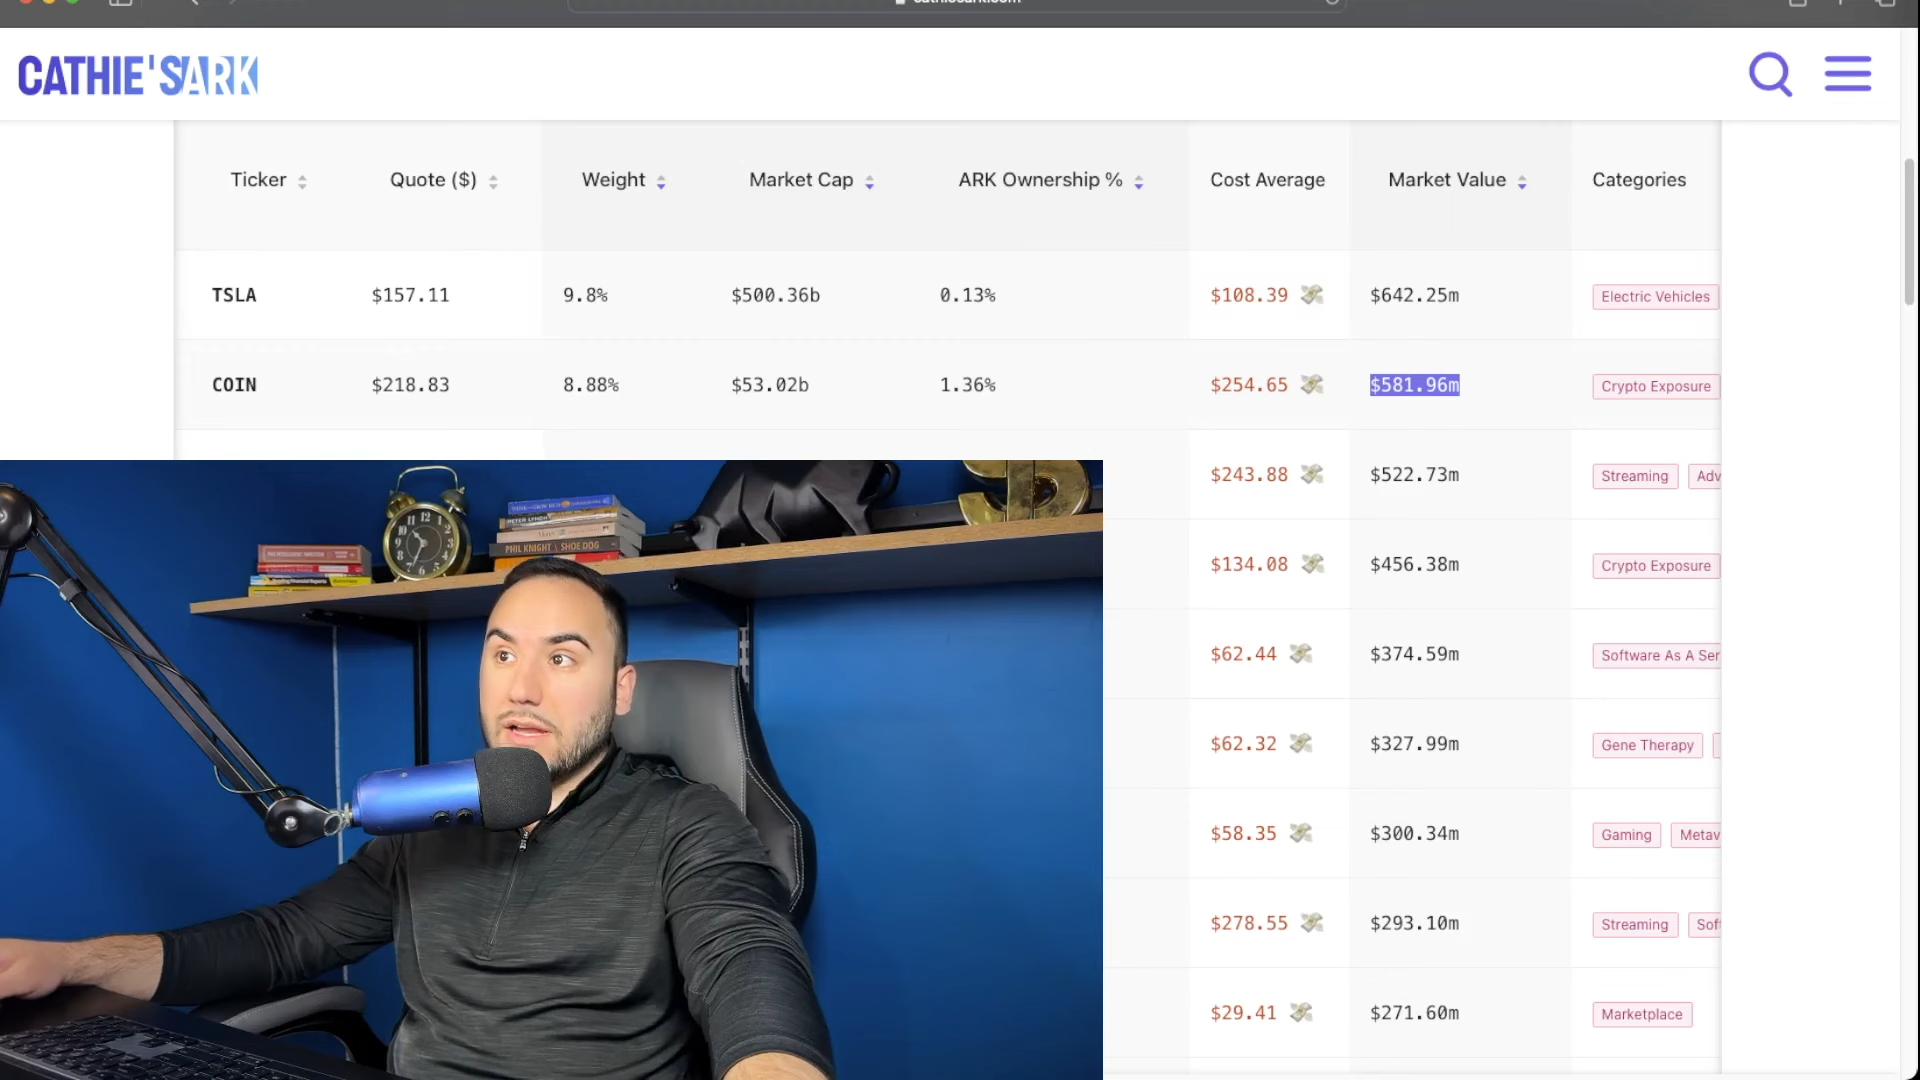 CATHIE'SARK
Ticker Quote ($) Weight Market Cap ARK Ownership % Cost Average Market Value Categories
TSLA $157.11 9.8% $500.36b 0.13% $108.39 $642.25m Electric Vehicles
COIN $218.83 8.88% $53.02b 1.36% $254.65 $581.96m Crypto Exposure
$243.88 $522.73m Streaming Adv
$134.08 $456.38m Crypto Exposure
$62.44 $374.59m Software As A Ser
$62.32 $327.99m Gene Therapy
$58.35 $300.34m Gaming Metav
$278.55 $293.10m Streaming Sof
$29.41 $271.60m Marketplace
PETER LYNCH
PHIL KNIGHT SHOE DOG